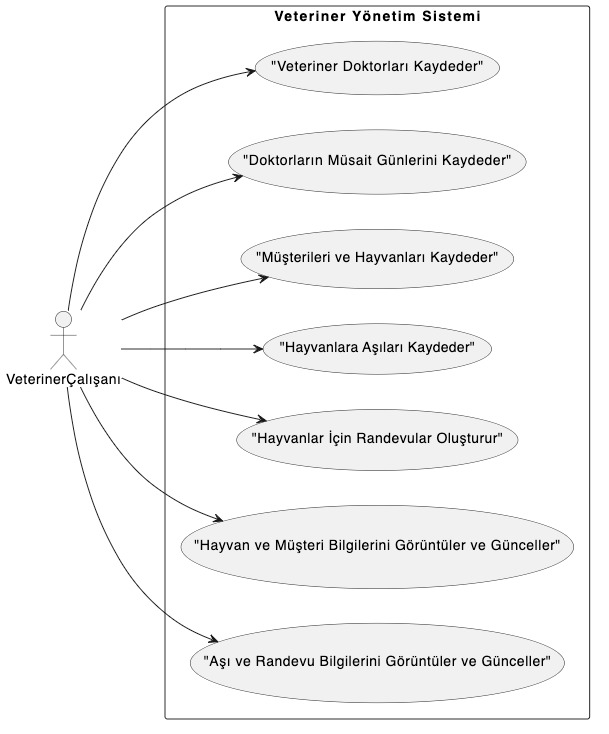 Veteriner Yönetim Sistemi
"Veteriner Doktorları Kaydeder"
"Doktorların Müsait Günlerini Kaydeder"
"Müşterileri ve Hayvanları Kaydeder"
"Hayvanlara Aşıları Kaydeder"
VeterinerÇalışanı
"Hayvanlar İçin Randevular Oluşturur"
"Hayvan ve Müşteri Bilgilerini Görüntüler ve Günceller"
"Aşı ve Randevu Bilgilerini Görüntüler ve Günceller"